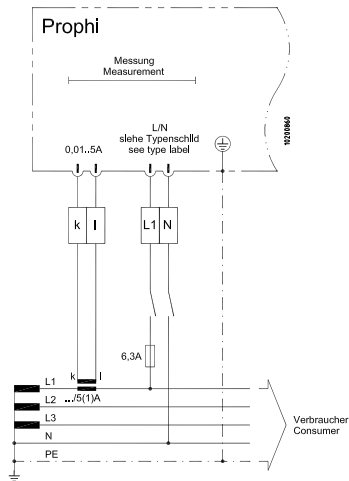 Prophi
Messung
Measurement
L/N
0,01..5A
siehe Typenschild
see type label
10200860
k l
L1 N
6,3A
k l
L1
.../5(1)A
L2
L3
N
PE
Verbraucher
Consumer